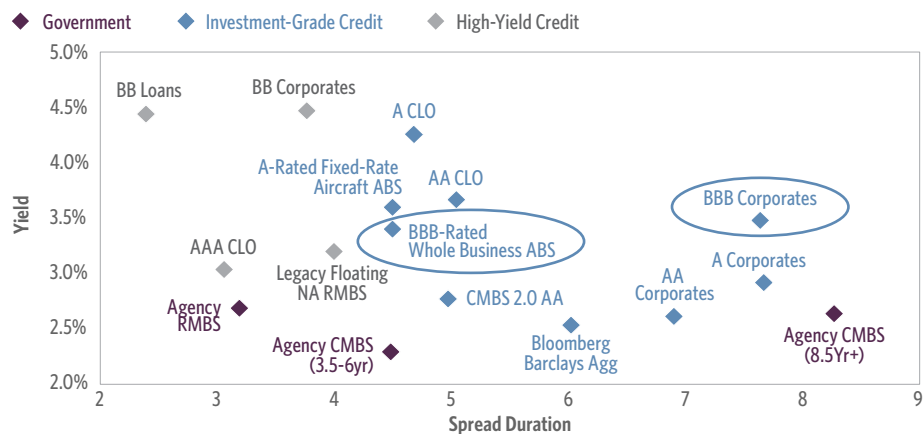 Government
Investment-Grade Credit
High-Yield Credit
5.0%
4.5%
4.0%
3.5%
3.0%
2.5%
2.0%
Yield
BB Loans
BB Corporates
A CLO
A-Rated Fixed-Rate
Aircraft ABS
AA CLO
BBB Corporates
BBB-Rated
Whole Business ABS
AAA CLO
Legacy Floating
NA RMBS
A Corporates
Agency
RMBS
CMBS 2.0 AA
AA
Corporates
Agency CMBS
(3.5-6yr)
Bloomberg
Barclays Agg
Agency CMBS
(8.5Yr+)
2
3
4
5
6
7
8
9
Spread Duration